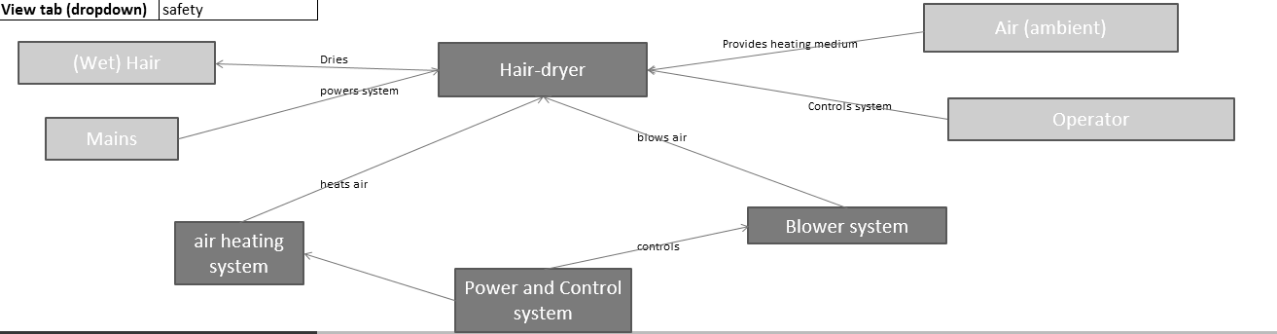 View tab (dropdown) safety
Air (ambient)
Provides heating medium
(Wet) Hair
Dries
Hair-dryer
powers system
Controls system
Operator
Mains
blows air
heats air
Blower system
air heating
system
controls
Power and Control
system